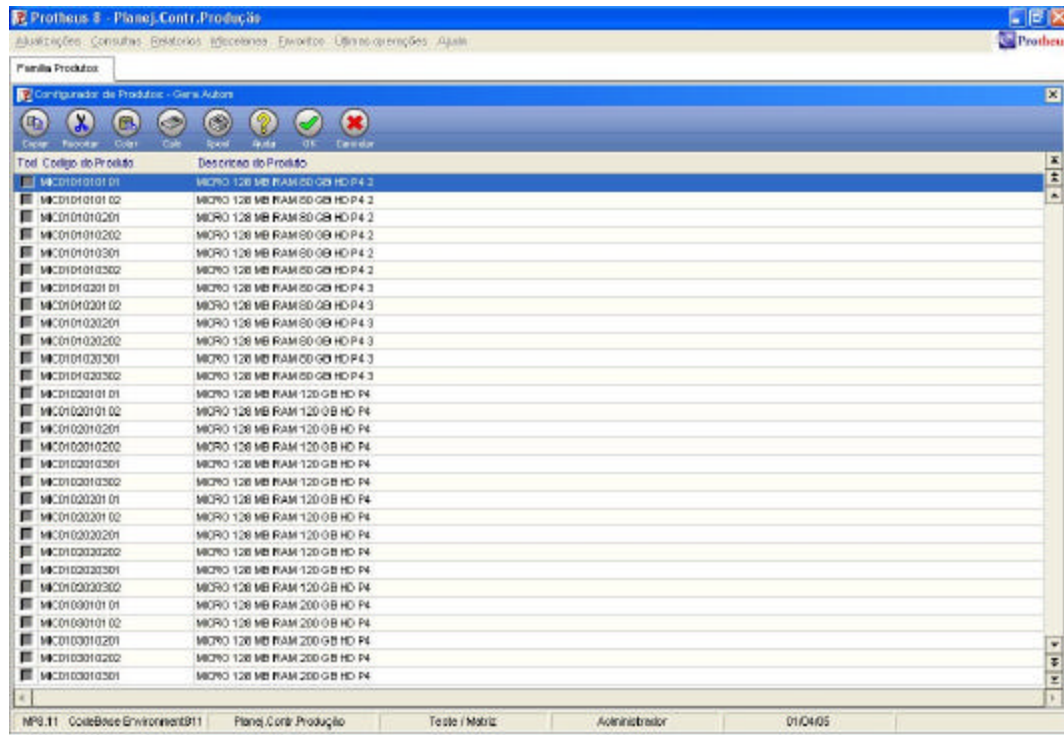 Protheus 8 - Planej.Contr.Produção
Atualizações Consultas Relatorios Miscelanea Favoritos Últimas operações Ajuda
Protheus
Familia Produtos
Configurador de Produtos - Gera Autom
Copiar Recortar Colar Calc Spool Ajuda OK Cancelar
Codigo do Produto Descricao do Produto
MIC0101010101 MICRO 128 MB RAM 80 GB HD P4 2
MIC0101010102 MICRO 128 MB RAM 80 GB HD P4 2
MIC0101010201 MICRO 128 MB RAM 80 GB HD P4 2
MIC0101010202 MICRO 128 MB RAM 80 GB HD P4 2
MIC0101010301 MICRO 128 MB RAM 80 GB HD P4 2
MIC0101010302 MICRO 128 MB RAM 80 GB HD P4 2
MIC0101020101 MICRO 128 MB RAM 80 GB HD P4 3
MIC0101020102 MICRO 128 MB RAM 80 GB HD P4 3
MIC0101020201 MICRO 128 MB RAM 80 GB HD P4 3
MIC0101020202 MICRO 128 MB RAM 80 GB HD P4 3
MIC0101020301 MICRO 128 MB RAM 80 GB HD P4 3
MIC0101020302 MICRO 128 MB RAM 80 GB HD P4 3
MIC0102010101 MICRO 128 MB RAM 120 GB HD P4
MIC0102010102 MICRO 128 MB RAM 120 GB HD P4
MIC0102010201 MICRO 128 MB RAM 120 GB HD P4
MIC0102010202 MICRO 128 MB RAM 120 GB HD P4
MIC0102010301 MICRO 128 MB RAM 120 GB HD P4
MIC0102010302 MICRO 128 MB RAM 120 GB HD P4
MIC0102020101 MICRO 128 MB RAM 120 GB HD P4
MIC0102020102 MICRO 128 MB RAM 120 GB HD P4
MIC0102020201 MICRO 128 MB RAM 120 GB HD P4
MIC0102020202 MICRO 128 MB RAM 120 GB HD P4
MIC0102020301 MICRO 128 MB RAM 120 GB HD P4
MIC0102020302 MICRO 128 MB RAM 120 GB HD P4
MIC0103010101 MICRO 128 MB RAM 200 GB HD P4
MIC0103010102 MICRO 128 MB RAM 200 GB HD P4
MIC0103010201 MICRO 128 MB RAM 200 GB HD P4
MIC0103010202 MICRO 128 MB RAM 200 GB HD P4
MIC0103010301 MICRO 128 MB RAM 200 GB HD P4
MP8.11 CodeBase Environment811 Planej.Contr.Produção Teste / Matriz Administrador 01/04/05